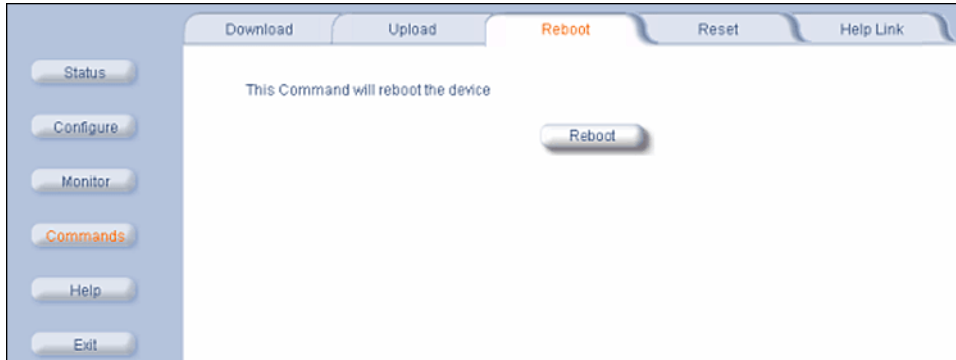 Download
Upload
Reboot
Reset
Help Link
Status
Configure
Monitor
Commands
Help
Exit
This Command will reboot the device
Reboot